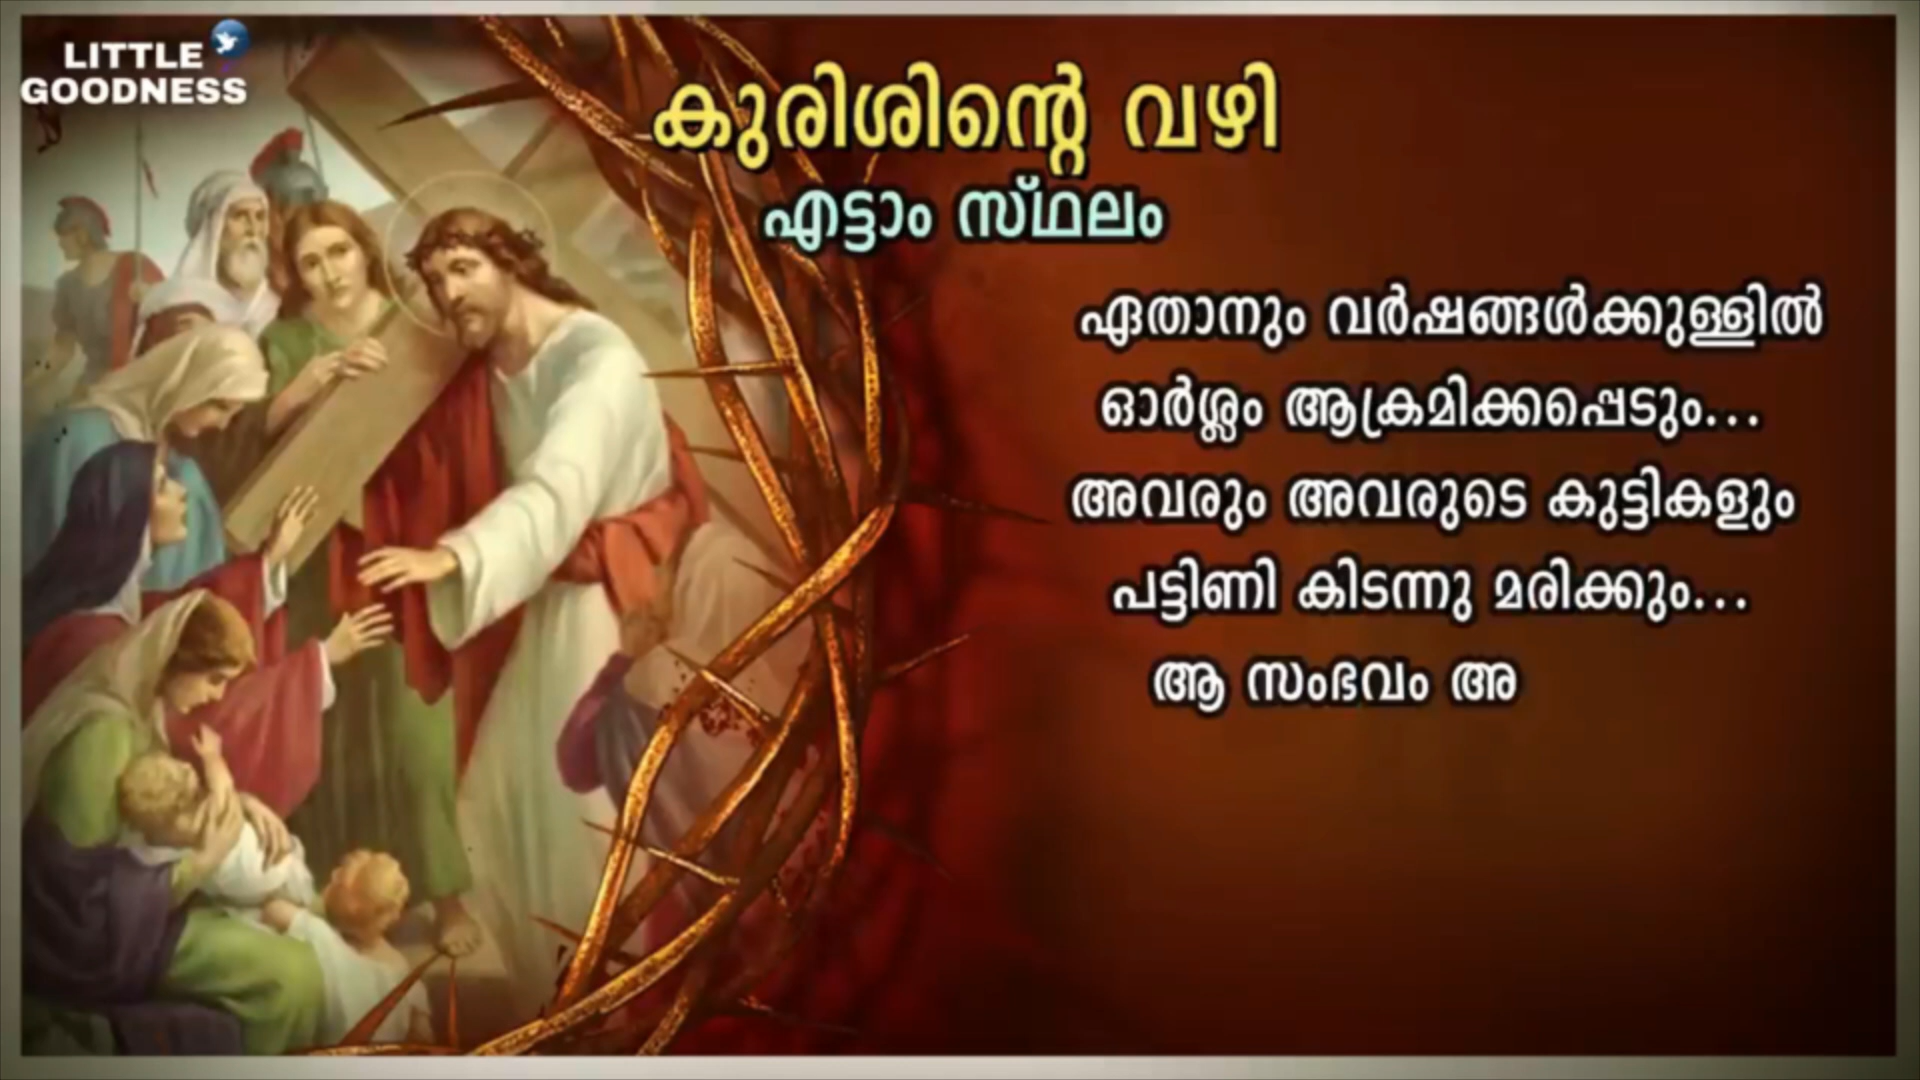 LITTLE
GOODNESS
കുരിശിന്റെ വഴി
എട്ടാം സ്ഥലം
ഏതാനും വർഷങ്ങൾക്കുള്ളിൽ
ഓർശ്ലം ആക്രമിക്കപ്പെടും...
അവരും അവരുടെ കുട്ടികളും
പട്ടിണി കിടന്നു മരിക്കും...
ആ സംഭവം അ